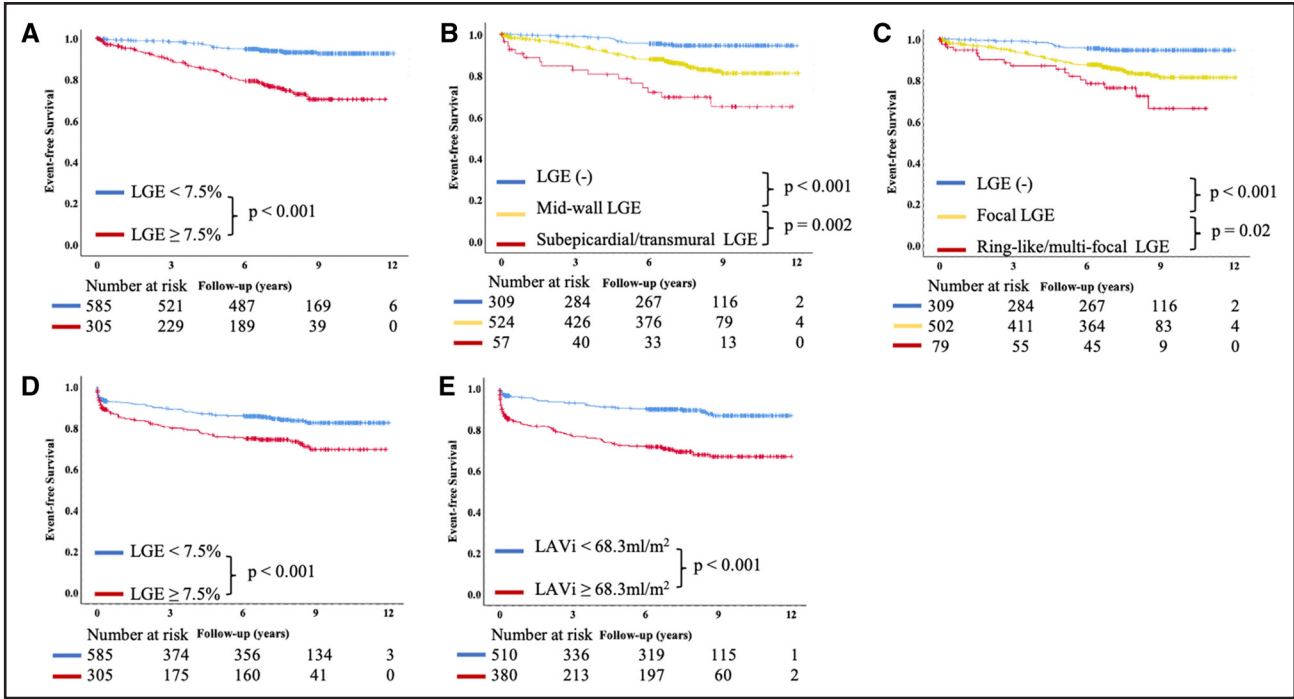 A
Event-free Survival
1.0
0.8
0.6
0.4
0.2
0.0
LGE < 7.5%
LGE ≥ 7.5%
p < 0.001
0 3 6 9 12
Number at risk Follow-up (years)
585 521 487 169 6
305 229 189 39 0
B
Event-free Survival
1.0
0.8
0.6
0.4
0.2
0.0
LGE (-)
p < 0.001
Mid-wall LGE
p = 0.002
Subepicardial/transmural LGE
0 3 6 9 12
Number at risk Follow-up (years)
309 284 267 116 2
524 426 376 79 4
57 40 33 13 0
C
Event-free Survival
1.0
0.8
0.6
0.4
0.2
0.0
LGE (-)
p < 0.001
Focal LGE
p = 0.02
Ring-like/multi-focal LGE
0 3 6 9 12
Number at risk Follow-up (years)
309 284 267 116 2
502 411 364 83 4
79 55 45 9 0
D
Event-free Survival
1.0
0.8
0.6
0.4
0.2
0.0
LGE < 7.5%
p < 0.001
LGE ≥ 7.5%
0 3 6 9 12
Number at risk Follow-up (years)
585 374 356 134 3
305 175 160 41 0
E
Event-free Survival
1.0
0.8
0.6
0.4
0.2
0.0
LAVi < 68.3ml/m²
p < 0.001
LAVi ≥ 68.3ml/m²
0 3 6 9 12
Number at risk Follow-up (years)
510 336 319 115 1
380 213 197 60 2